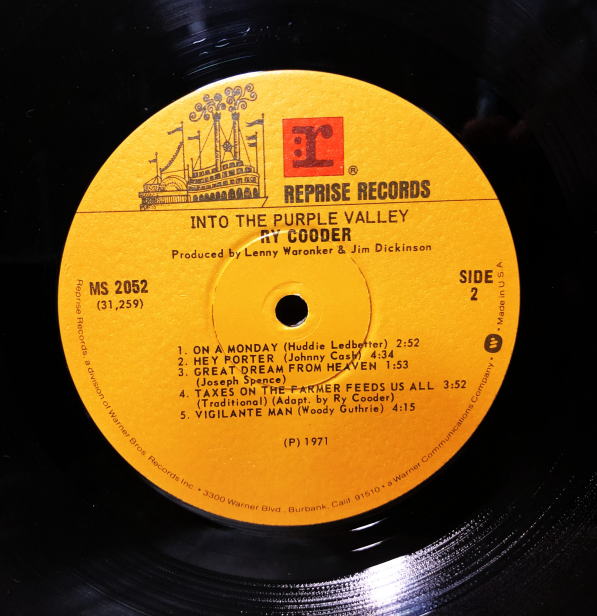 r
®
REPRISE RECORDS
INTO THE PURPLE VALLEY
RY COODER
Produced by Lenny Waronker & Jim Dickinson
MS 2052
(31,259)
SIDE
2
1. ON A MONDAY (Huddie Ledbetter) 2:52
2. HEY PORTER (Johnny Cash) 4:34
3. GREAT DREAM FROM HEAVEN 1:53
(Joseph Spence)
4. TAXES ON THE FARMER FEEDS US ALL 3:52
(Traditional) (Adapt. by Ry Cooder)
5. VIGILANTE MAN (Woody Guthrie) 4:15
(P) 1971
Reprise Records, a division of Warner Bros. Records Inc. • 3300 Warner Blvd., Burbank, Calif. 91510 • a Warner Communications Company • W • Made in U.S.A.